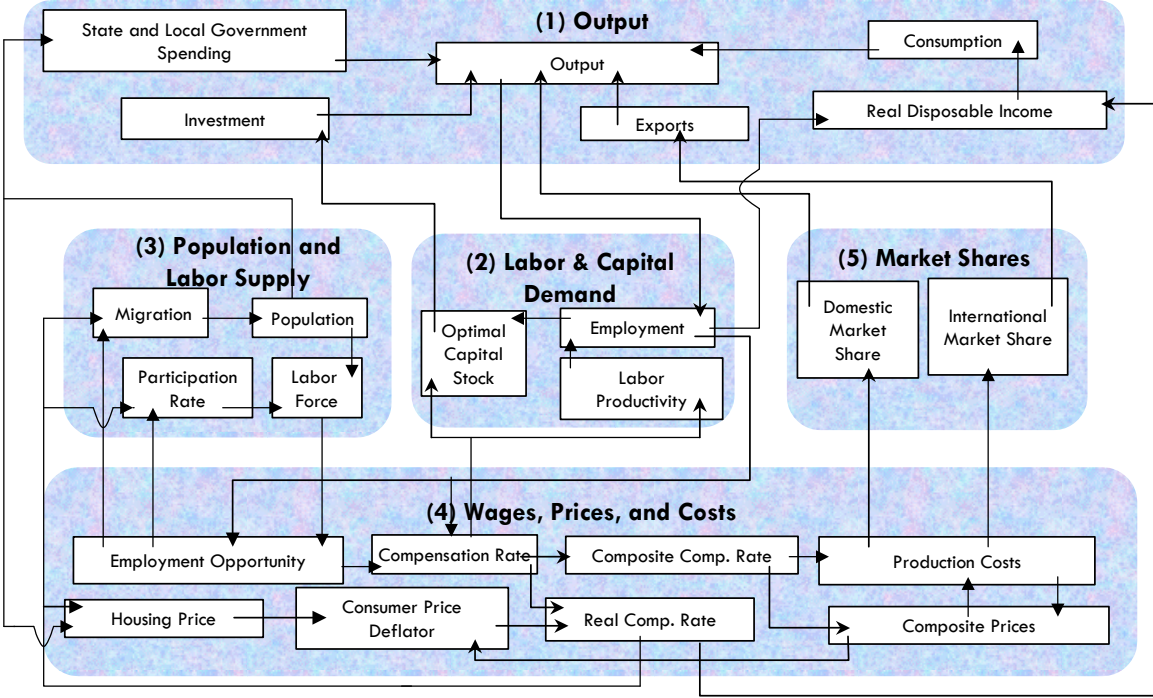 (1) Output
State and Local Government
Spending
Output
Consumption
Investment
Exports
Real Disposable Income
(3) Population and
Labor Supply
Migration
Population
Participation
Rate
Labor
Force
(2) Labor & Capital
Demand
Optimal
Capital
Stock
Employment
Labor
Productivity
(5) Market Shares
Domestic
Market
Share
International
Market Share
(4) Wages, Prices, and Costs
Employment Opportunity
Compensation Rate
Composite Comp. Rate
Production Costs
Housing Price
Consumer Price
Deflator
Real Comp. Rate
Composite Prices